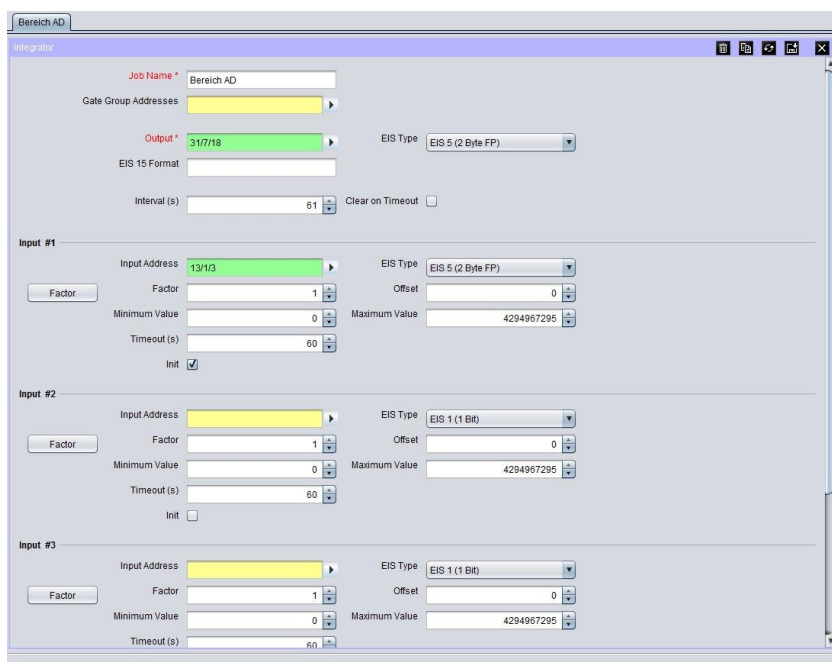 Bereich AD
Integrator
Job Name * Bereich AD
Gate Group Addresses
Output * 31/7/18 EIS Type EIS 5 (2 Byte FP)
EIS 15 Format
Interval (s) 61 Clear on Timeout
Input #1
Input Address 13/1/3 EIS Type EIS 5 (2 Byte FP)
Factor Factor 1 Offset 0
Minimum Value 0 Maximum Value 4294967295
Timeout (s) 60
Init
Input #2
Input Address EIS Type EIS 1 (1 Bit)
Factor Factor 1 Offset 0
Minimum Value 0 Maximum Value 4294967295
Timeout (s) 60
Init
Input #3
Input Address EIS Type EIS 1 (1 Bit)
Factor Factor 1 Offset 0
Minimum Value 0 Maximum Value 4294967295
Timeout (s) 60